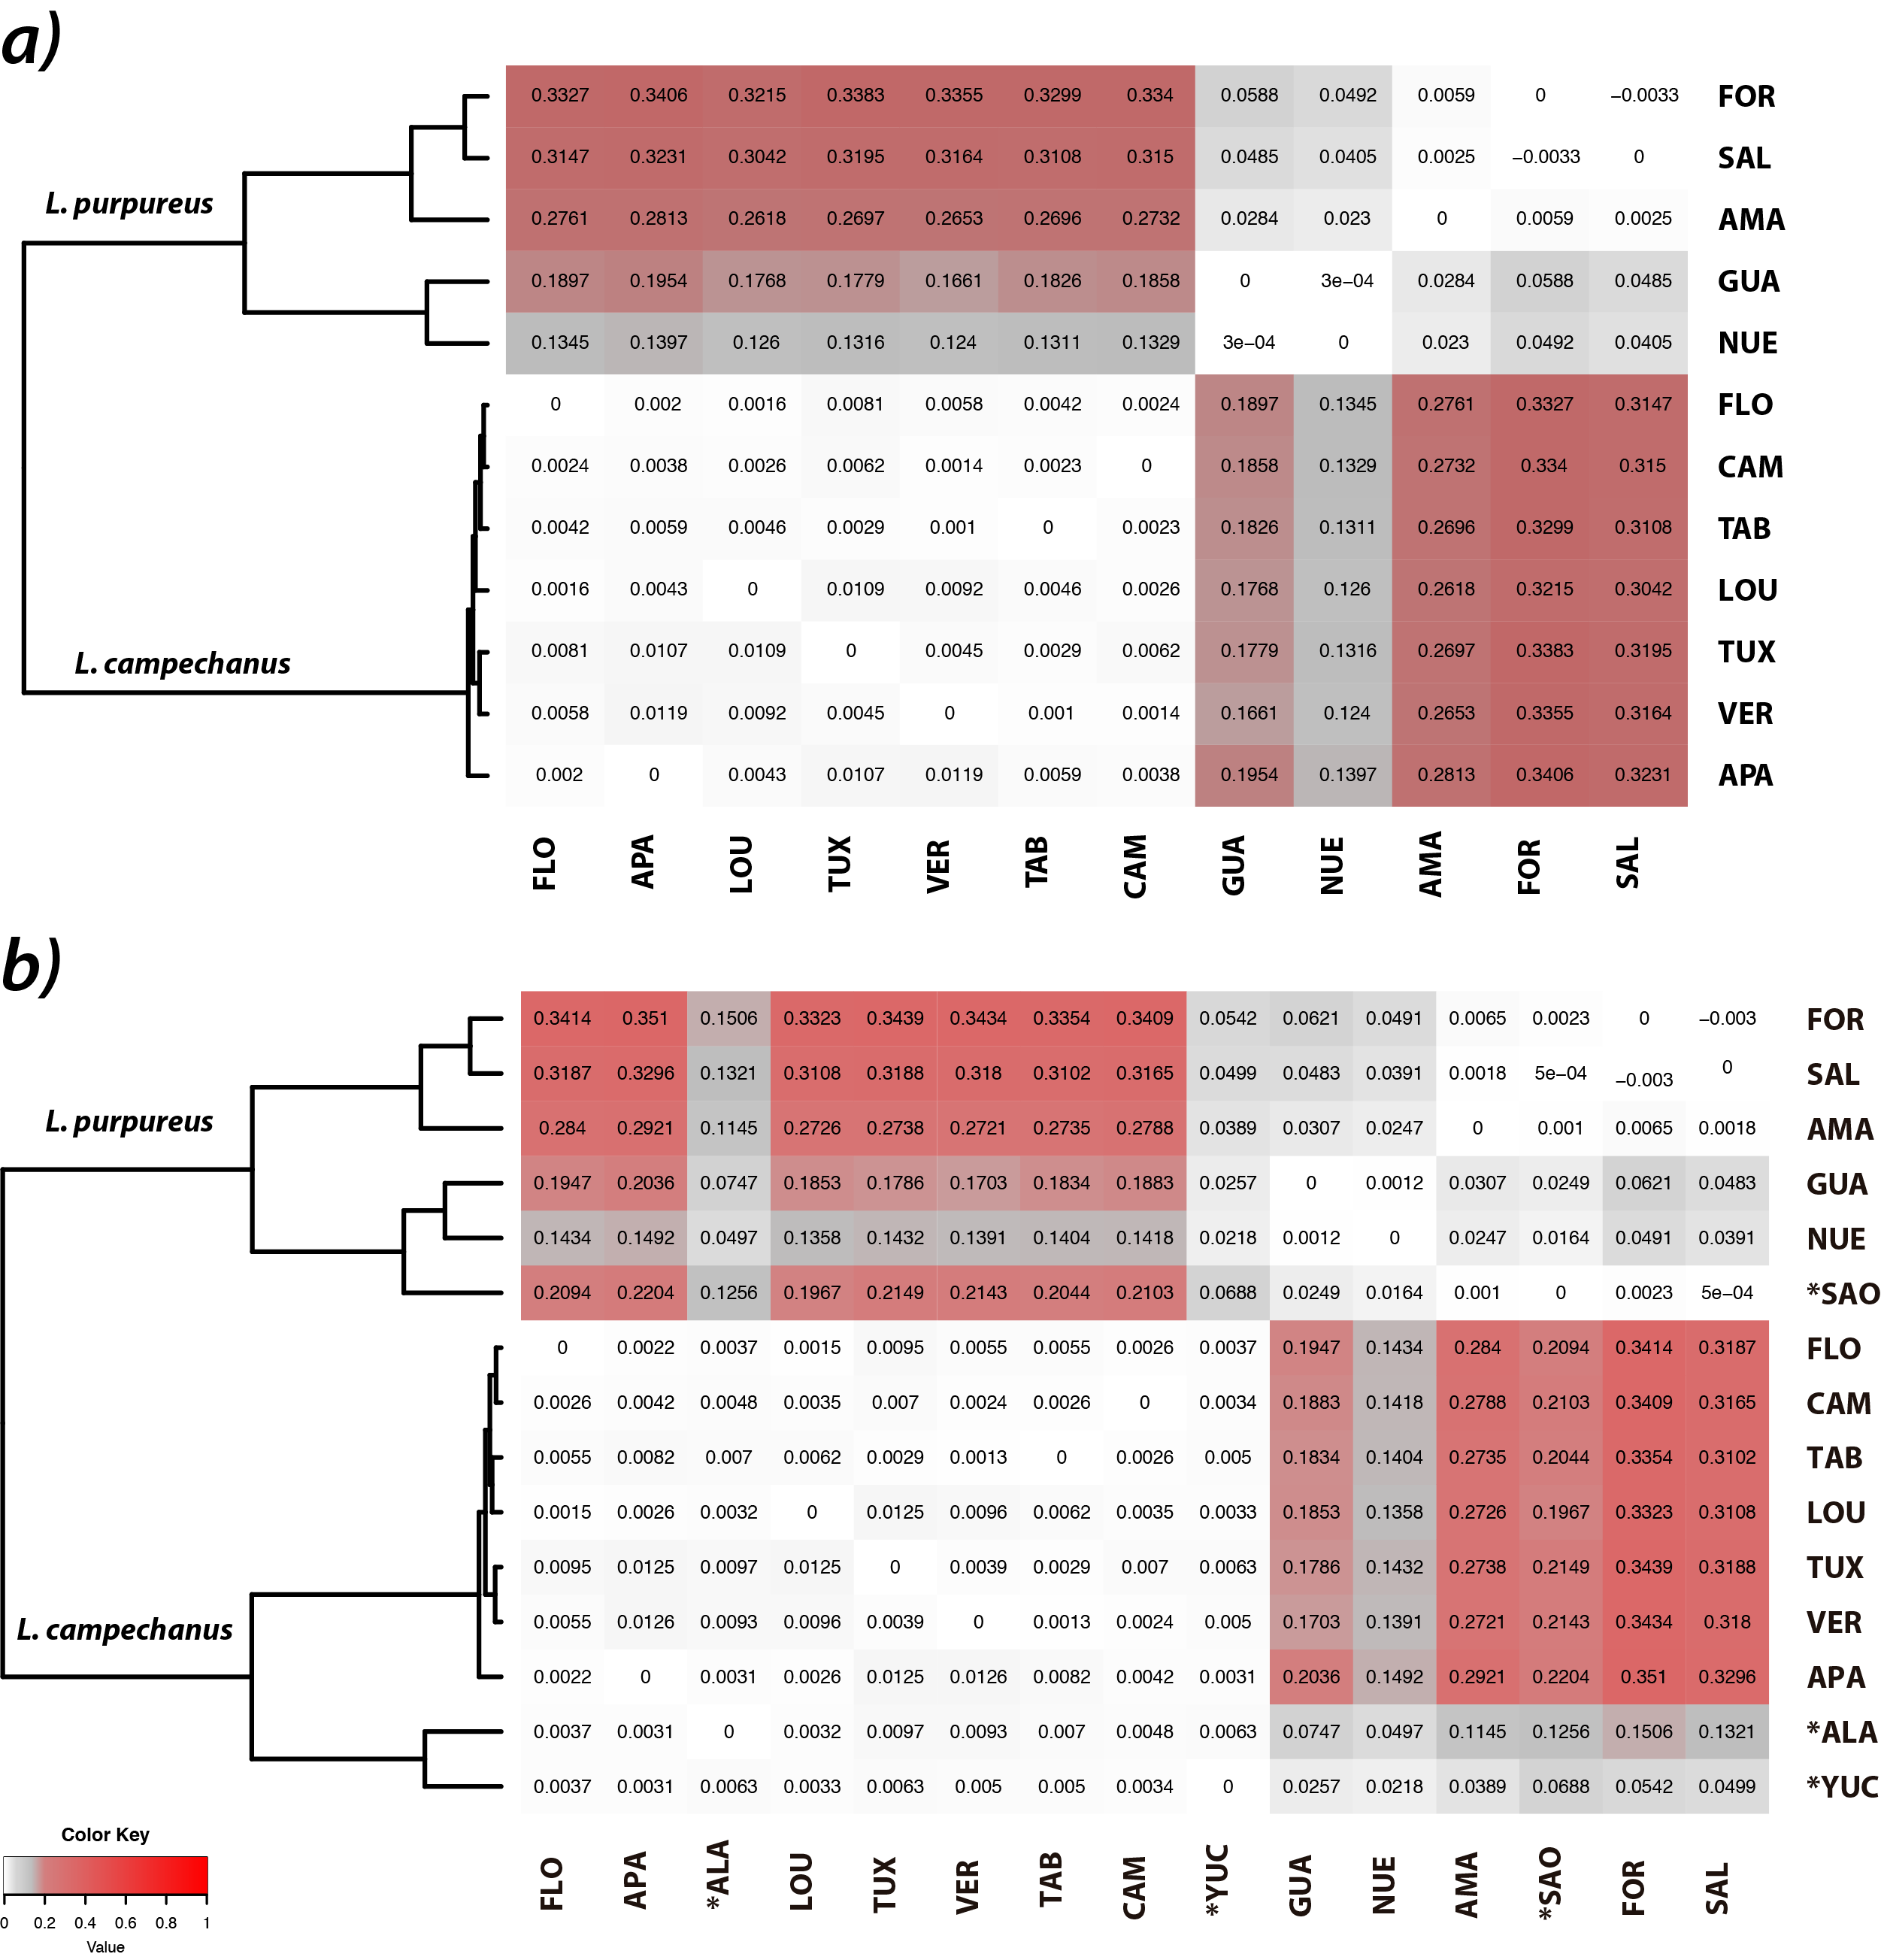 a)
0.3327 0.3406 0.3215 0.3383 0.3355 0.3299 0.334 0.0588 0.0492 0.0059 0 −0.0033 FOR
0.3147 0.3231 0.3042 0.3195 0.3164 0.3108 0.315 0.0485 0.0405 0.0025 −0.0033 0 SAL
L. purpureus
0.2761 0.2813 0.2618 0.2697 0.2653 0.2696 0.2732 0.0284 0.023 0 0.0059 0.0025 AMA
0.1897 0.1954 0.1768 0.1779 0.1661 0.1826 0.1858 0 3e−04 0.0284 0.0588 0.0485 GUA
0.1345 0.1397 0.126 0.1316 0.124 0.1311 0.1329 3e−04 0 0.023 0.0492 0.0405 NUE
0 0.002 0.0016 0.0081 0.0058 0.0042 0.0024 0.1897 0.1345 0.2761 0.3327 0.3147 FLO
0.0024 0.0038 0.0026 0.0062 0.0014 0.0023 0 0.1858 0.1329 0.2732 0.334 0.315 CAM
0.0042 0.0059 0.0046 0.0029 0.001 0 0.0023 0.1826 0.1311 0.2696 0.3299 0.3108 TAB
0.0016 0.0043 0 0.0109 0.0092 0.0046 0.0026 0.1768 0.126 0.2618 0.3215 0.3042 LOU
0.0081 0.0107 0.0109 0 0.0045 0.0029 0.0062 0.1779 0.1316 0.2697 0.3383 0.3195 TUX
L. campechanus
0.0058 0.0119 0.0092 0.0045 0 0.001 0.0014 0.1661 0.124 0.2653 0.3355 0.3164 VER
0.002 0 0.0043 0.0107 0.0119 0.0059 0.0038 0.1954 0.1397 0.2813 0.3406 0.3231 APA
FLO APA LOU TUX VER TAB CAM GUA NUE AMA FOR SAL
b)
0.3414 0.351 0.1506 0.3323 0.3439 0.3434 0.3354 0.3409 0.0542 0.0621 0.0491 0.0065 0.0023 0 −0.003 FOR
0.3187 0.3296 0.1321 0.3108 0.3188 0.318 0.3102 0.3165 0.0499 0.0483 0.0391 0.0018 5e−04 −0.003 0 SAL
L. purpureus
0.284 0.2921 0.1145 0.2726 0.2738 0.2721 0.2735 0.2788 0.0389 0.0307 0.0247 0 0.001 0.0065 0.0018 AMA
0.1947 0.2036 0.0747 0.1853 0.1786 0.1703 0.1834 0.1883 0.0257 0 0.0012 0.0307 0.0249 0.0621 0.0483 GUA
0.1434 0.1492 0.0497 0.1358 0.1432 0.1391 0.1404 0.1418 0.0218 0.0012 0 0.0247 0.0164 0.0491 0.0391 NUE
0.2094 0.2204 0.1256 0.1967 0.2149 0.2143 0.2044 0.2103 0.0688 0.0249 0.0164 0.001 0 0.0023 5e−04 *SAO
0 0.0022 0.0037 0.0015 0.0095 0.0055 0.0055 0.0026 0.0037 0.1947 0.1434 0.284 0.2094 0.3414 0.3187 FLO
0.0026 0.0042 0.0048 0.0035 0.007 0.0024 0.0026 0 0.0034 0.1883 0.1418 0.2788 0.2103 0.3409 0.3165 CAM
0.0055 0.0082 0.007 0.0062 0.0029 0.0013 0 0.0026 0.005 0.1834 0.1404 0.2735 0.2044 0.3354 0.3102 TAB
0.0015 0.0026 0.0032 0 0.0125 0.0096 0.0062 0.0035 0.0033 0.1853 0.1358 0.2726 0.1967 0.3323 0.3108 LOU
0.0095 0.0125 0.0097 0.0125 0 0.0039 0.0029 0.007 0.0063 0.1786 0.1432 0.2738 0.2149 0.3439 0.3188 TUX
L. campechanus
0.0055 0.0126 0.0093 0.0096 0.0039 0 0.0013 0.0024 0.005 0.1703 0.1391 0.2721 0.2143 0.3434 0.318 VER
0.0022 0 0.0031 0.0026 0.0125 0.0126 0.0082 0.0042 0.0031 0.2036 0.1492 0.2921 0.2204 0.351 0.3296 APA
0.0037 0.0031 0 0.0032 0.0097 0.0093 0.007 0.0048 0.0063 0.0747 0.0497 0.1145 0.1256 0.1506 0.1321 *ALA
0.0037 0.0031 0.0063 0.0033 0.0063 0.005 0.005 0.0034 0 0.0257 0.0218 0.0389 0.0688 0.0542 0.0499 *YUC
FLO APA *ALA LOU TUX VER TAB CAM *YUC GUA NUE AMA *SAO FOR SAL
Color Key
0 0.2 0.4 0.6 0.8 1
Value